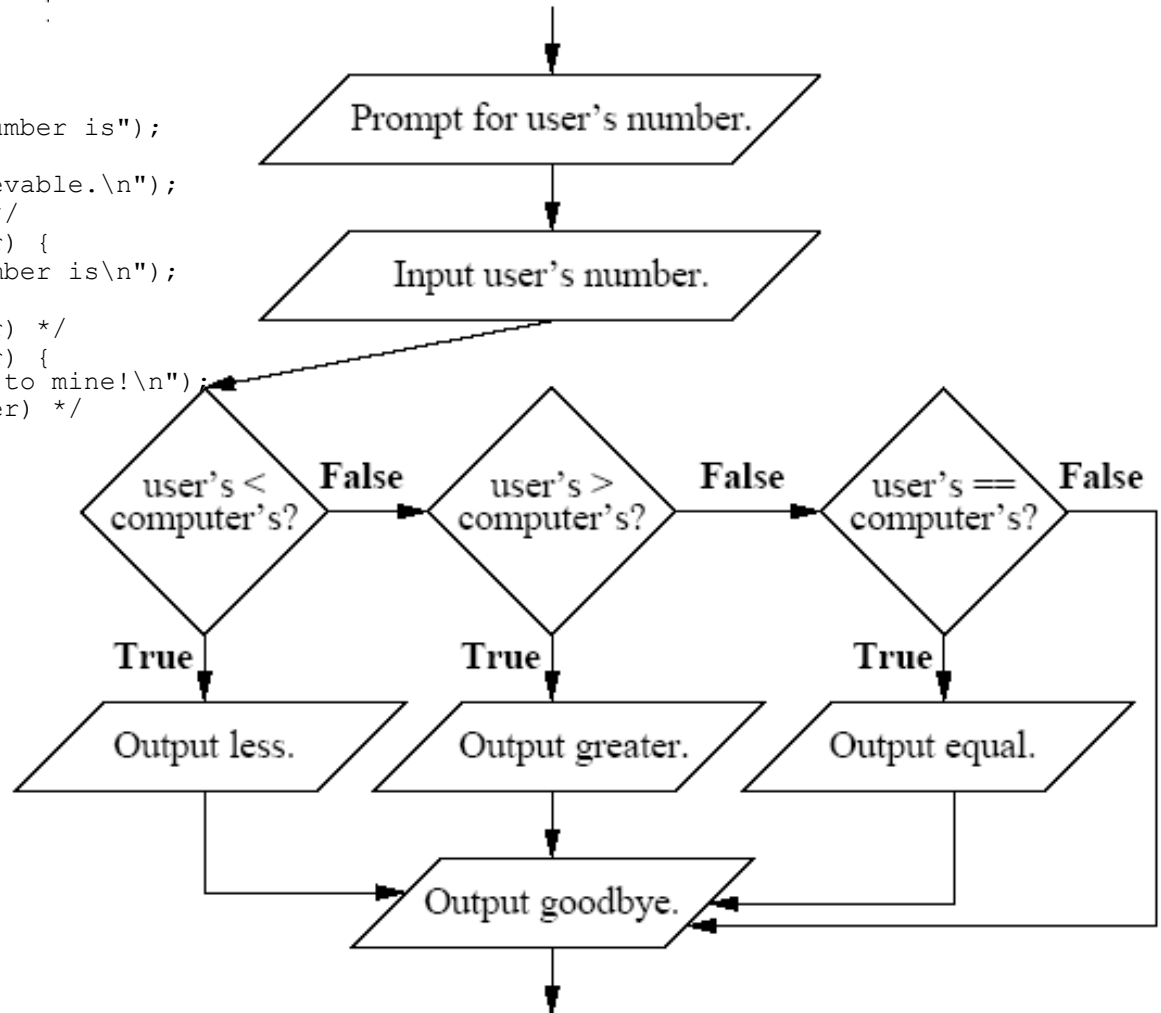 umber is");
evable.\n");
*/
r) {
mber is\n");
r) */
r) {
to mine!\n");
er) */
Prompt for user’s number.
Input user’s number.
user’s <
computer’s?
False
user’s >
computer’s?
False
user’s ==
computer’s?
False
True
True
True
Output less.
Output greater.
Output equal.
Output goodbye.